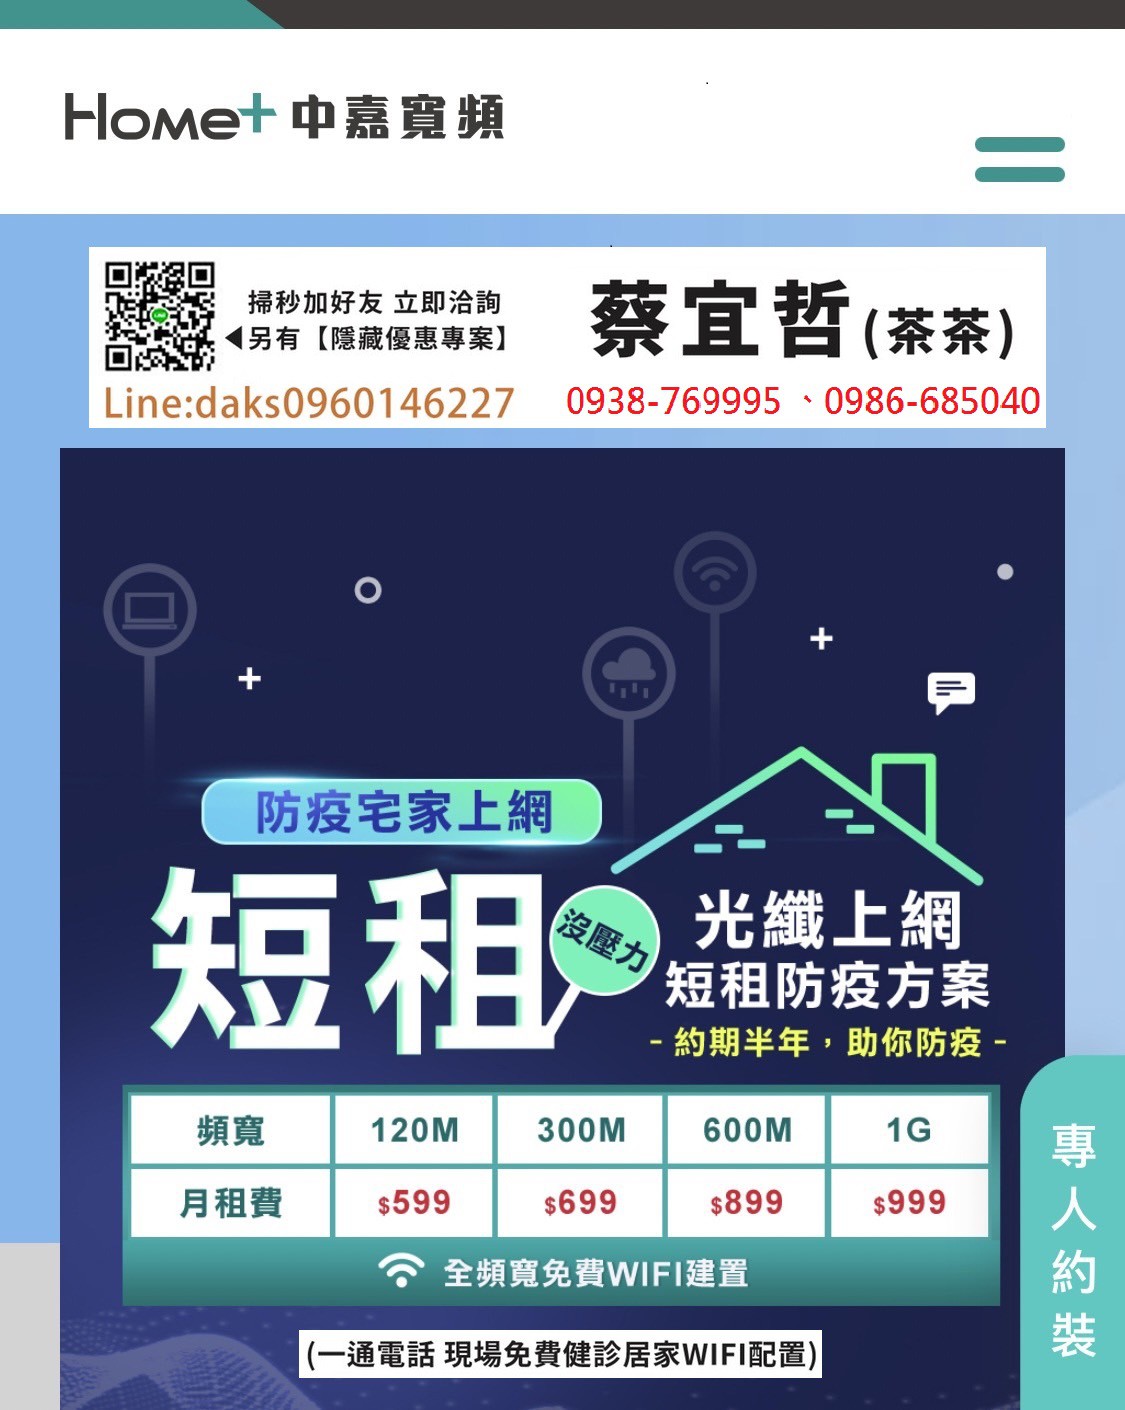 Home+ 中嘉寬頻
掃秒加好友 立即洽詢
◀另有【隱藏優惠專案】
Line:daks0960146227
蔡宜哲(茶茶)
0938-769995 、0986-685040
防疫宅家上網
短租
沒壓力
光纖上網
短租防疫方案
- 約期半年，助你防疫 -
頻寬 120M 300M 600M 1G
月租費 $599 $699 $899 $999
全頻寬免費WIFI建置
(一通電話 現場免費健診居家WIFI配置)
專人約裝